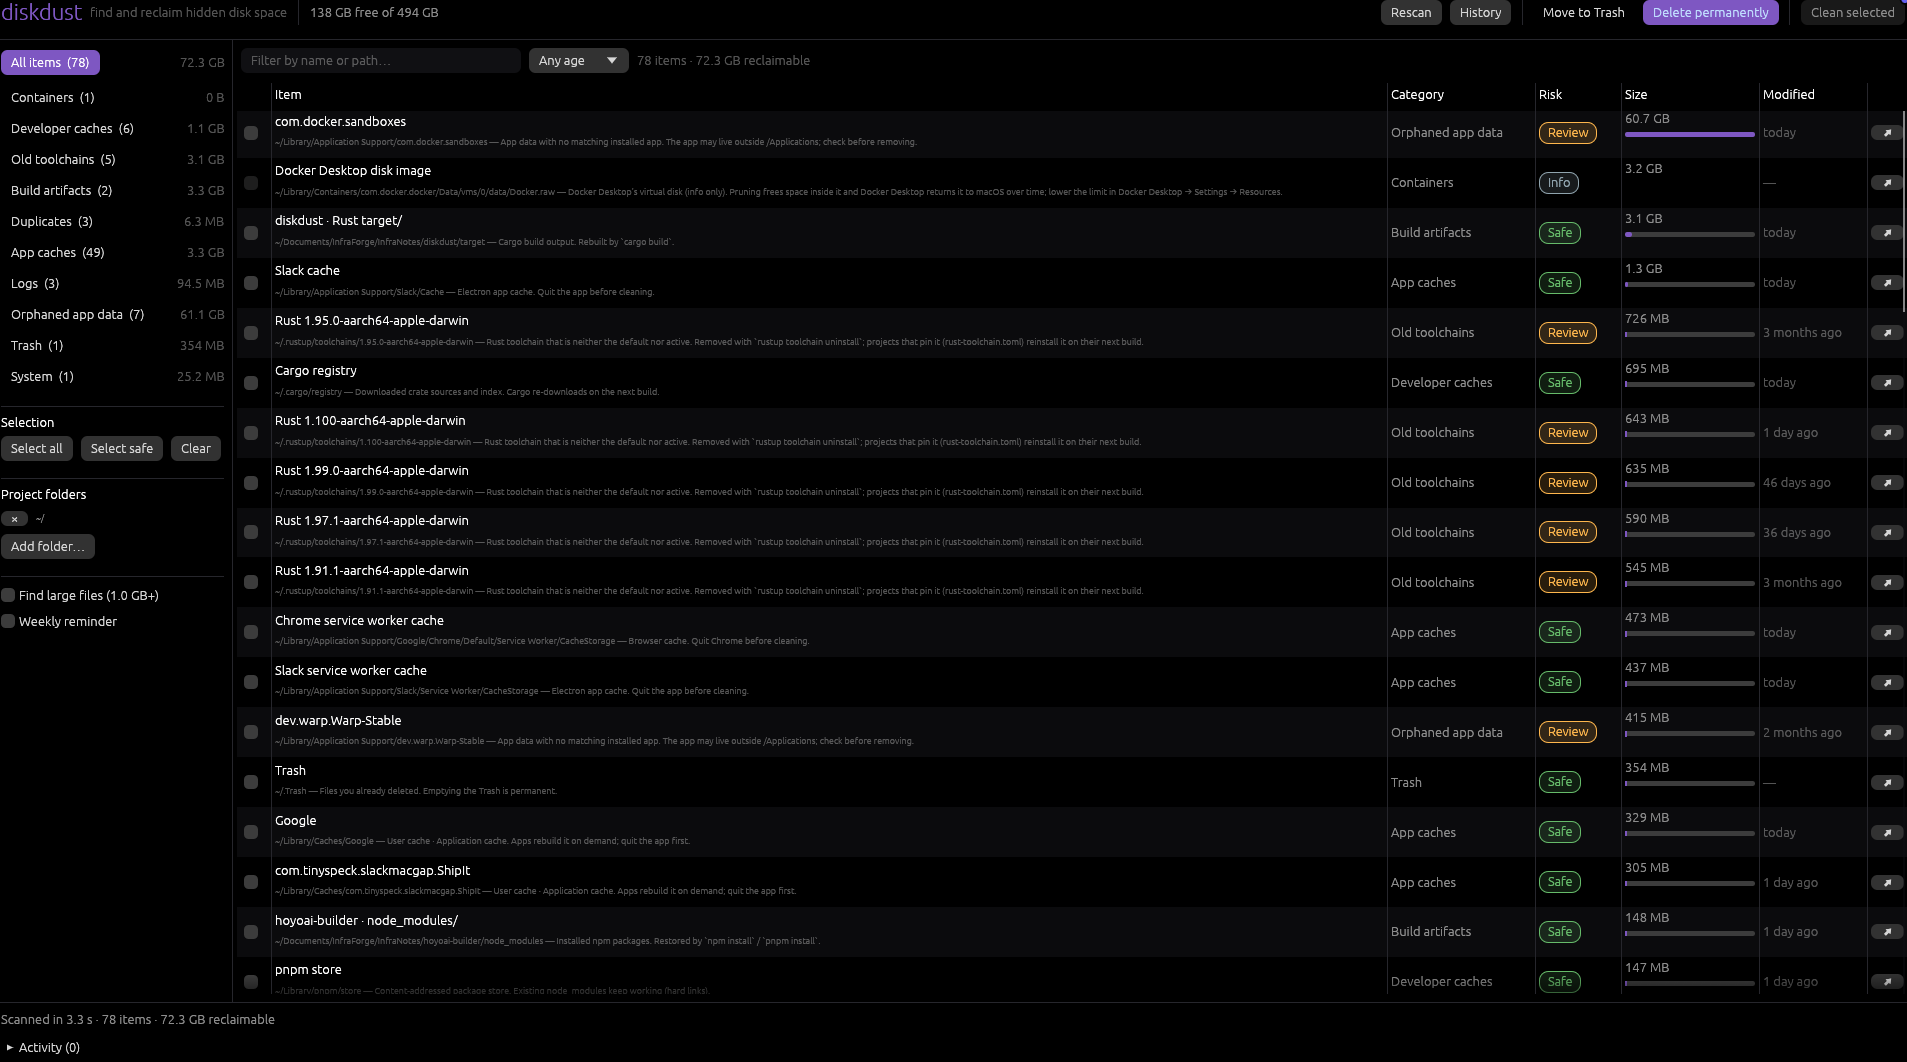 diskdust find and reclaim hidden disk space 138 GB free of 494 GB Rescan History Move to Trash Delete permanently Clean selected
All items (78) 72.3 GB
Containers (1) 0 B
Developer caches (6) 1.1 GB
Old toolchains (5) 3.1 GB
Build artifacts (2) 3.3 GB
Duplicates (3) 6.3 MB
App caches (49) 3.3 GB
Logs (3) 94.5 MB
Orphaned app data (7) 61.1 GB
Trash (1) 354 MB
System (1) 25.2 MB
Selection
Select all Select safe Clear
Project folders
× ~/
Add folder...
Find large files (1.0 GB+)
Weekly reminder
Filter by name or path... Any age 78 items · 72.3 GB reclaimable
Item Category Risk Size Modified
com.docker.sandboxes
~/Library/Application Support/com.docker.sandboxes — App data with no matching installed app. The app may live outside /Applications; check before removing.
Orphaned app data Review 60.7 GB today
Docker Desktop disk image
~/Library/Containers/com.docker.docker/Data/vms/0/data/Docker.raw — Docker Desktop's virtual disk (info only). Pruning frees space inside it and Docker Desktop returns it to macOS over time; lower the limit in Docker Desktop → Settings → Resources.
Containers Info 3.2 GB —
diskdust · Rust target/
~/Documents/InfraForge/InfraNotes/diskdust/target — Cargo build output. Rebuilt by `cargo build`.
Build artifacts Safe 3.1 GB today
Slack cache
~/Library/Application Support/Slack/Cache — Electron app cache. Quit the app before cleaning.
App caches Safe 1.3 GB today
Rust 1.95.0-aarch64-apple-darwin
~/.rustup/toolchains/1.95.0-aarch64-apple-darwin — Rust toolchain that is neither the default nor active. Removed with `rustup toolchain uninstall`; projects that pin it (rust-toolchain.toml) reinstall it on their next build.
Old toolchains Review 726 MB 3 months ago
Cargo registry
~/.cargo/registry — Downloaded crate sources and index. Cargo re-downloads on the next build.
Developer caches Safe 695 MB today
Rust 1.100-aarch64-apple-darwin
~/.rustup/toolchains/1.100-aarch64-apple-darwin — Rust toolchain that is neither the default nor active. Removed with `rustup toolchain uninstall`; projects that pin it (rust-toolchain.toml) reinstall it on their next build.
Old toolchains Review 643 MB 1 day ago
Rust 1.99.0-aarch64-apple-darwin
~/.rustup/toolchains/1.99.0-aarch64-apple-darwin — Rust toolchain that is neither the default nor active. Removed with `rustup toolchain uninstall`; projects that pin it (rust-toolchain.toml) reinstall it on their next build.
Old toolchains Review 635 MB 46 days ago
Rust 1.97.1-aarch64-apple-darwin
~/.rustup/toolchains/1.97.1-aarch64-apple-darwin — Rust toolchain that is neither the default nor active. Removed with `rustup toolchain uninstall`; projects that pin it (rust-toolchain.toml) reinstall it on their next build.
Old toolchains Review 590 MB 36 days ago
Rust 1.91.1-aarch64-apple-darwin
~/.rustup/toolchains/1.91.1-aarch64-apple-darwin — Rust toolchain that is neither the default nor active. Removed with `rustup toolchain uninstall`; projects that pin it (rust-toolchain.toml) reinstall it on their next build.
Old toolchains Review 545 MB 3 months ago
Chrome service worker cache
~/Library/Application Support/Google/Chrome/Default/Service Worker/CacheStorage — Browser cache. Quit Chrome before cleaning.
App caches Safe 473 MB today
Slack service worker cache
~/Library/Application Support/Slack/Service Worker/CacheStorage — Electron app cache. Quit the app before cleaning.
App caches Safe 437 MB today
dev.warp.Warp-Stable
~/Library/Application Support/dev.warp.Warp-Stable — App data with no matching installed app. The app may live outside /Applications; check before removing.
Orphaned app data Review 415 MB 2 months ago
Trash
~/.Trash — Files you already deleted. Emptying the Trash is permanent.
Trash Safe 354 MB —
Google
~/Library/Caches/Google — User cache · Application cache. Apps rebuild it on demand; quit the app first.
App caches Safe 329 MB today
com.tinyspeck.slackmacgap.ShipIt
~/Library/Caches/com.tinyspeck.slackmacgap.ShipIt — User cache · Application cache. Apps rebuild it on demand; quit the app first.
App caches Safe 305 MB 1 day ago
hoyoai-builder · node_modules/
~/Documents/InfraForge/InfraNotes/hoyoai-builder/node_modules — Installed npm packages. Restored by `npm install` / `pnpm install`.
Build artifacts Safe 148 MB 1 day ago
pnpm store
~/Library/pnpm/store — Content-addressed package store. Existing node_modules keep working (hard links).
Developer caches Safe 147 MB 1 day ago
Scanned in 3.3 s · 78 items · 72.3 GB reclaimable
Activity (0)